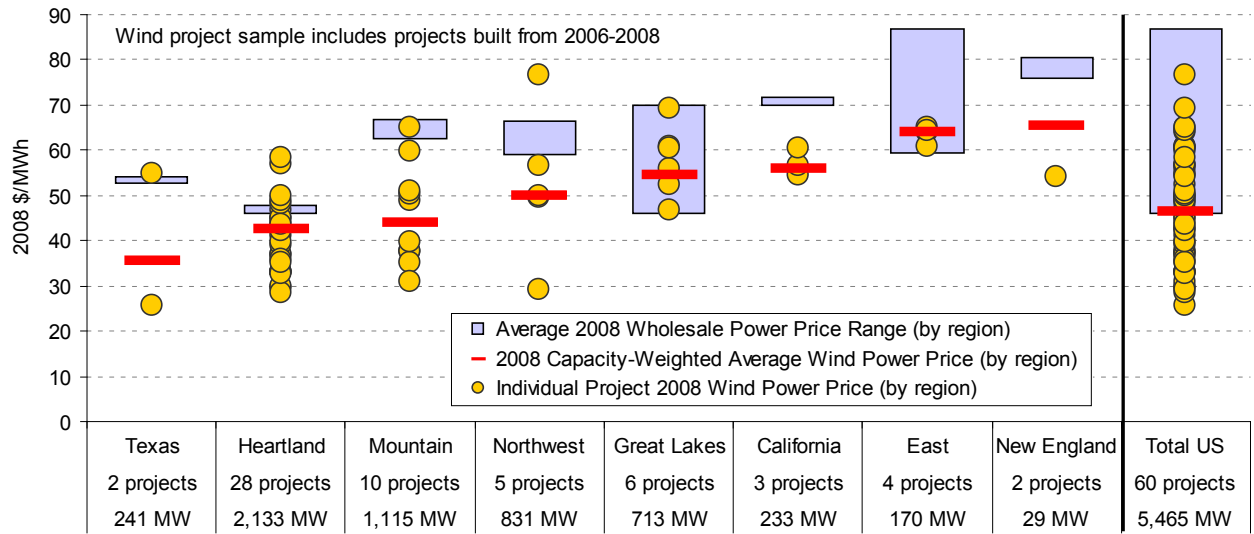 Wind project sample includes projects built from 2006-2008
2008 $/MWh
90
80
70
60
50
40
30
20
10
0
Average 2008 Wholesale Power Price Range (by region)
2008 Capacity-Weighted Average Wind Power Price (by region)
Individual Project 2008 Wind Power Price (by region)
Texas Heartland Mountain Northwest Great Lakes California East New England Total US
2 projects 28 projects 10 projects 5 projects 6 projects 3 projects 4 projects 2 projects 60 projects
241 MW 2,133 MW 1,115 MW 831 MW 713 MW 233 MW 170 MW 29 MW 5,465 MW